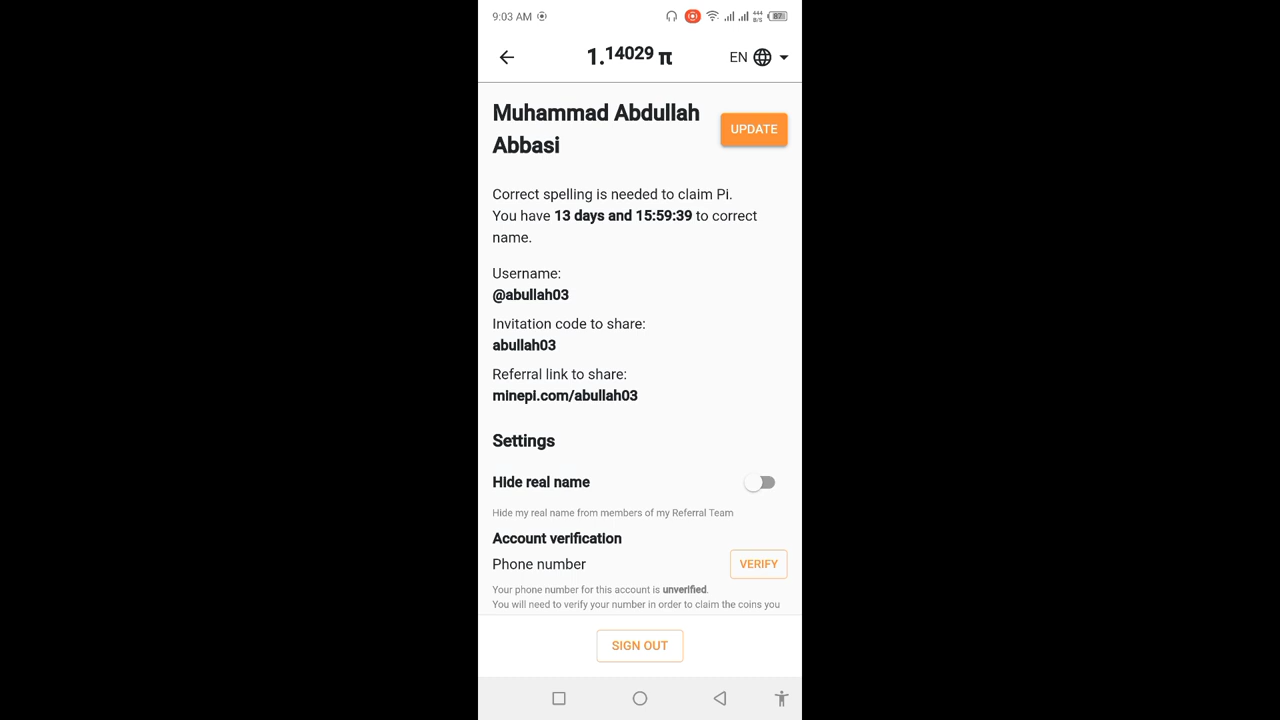 9:03 AM
444
B/S
87
1.14029 π
EN
Muhammad Abdullah
Abbasi
UPDATE
Correct spelling is needed to claim Pi.
You have 13 days and 15:59:39 to correct
name.
Username:
@abullah03
Invitation code to share:
abullah03
Referral link to share:
minepi.com/abullah03
Settings
Hide real name
Hide my real name from members of my Referral Team
Account verification
Phone number
VERIFY
Your phone number for this account is unverified.
You will need to verify your number in order to claim the coins you
SIGN OUT